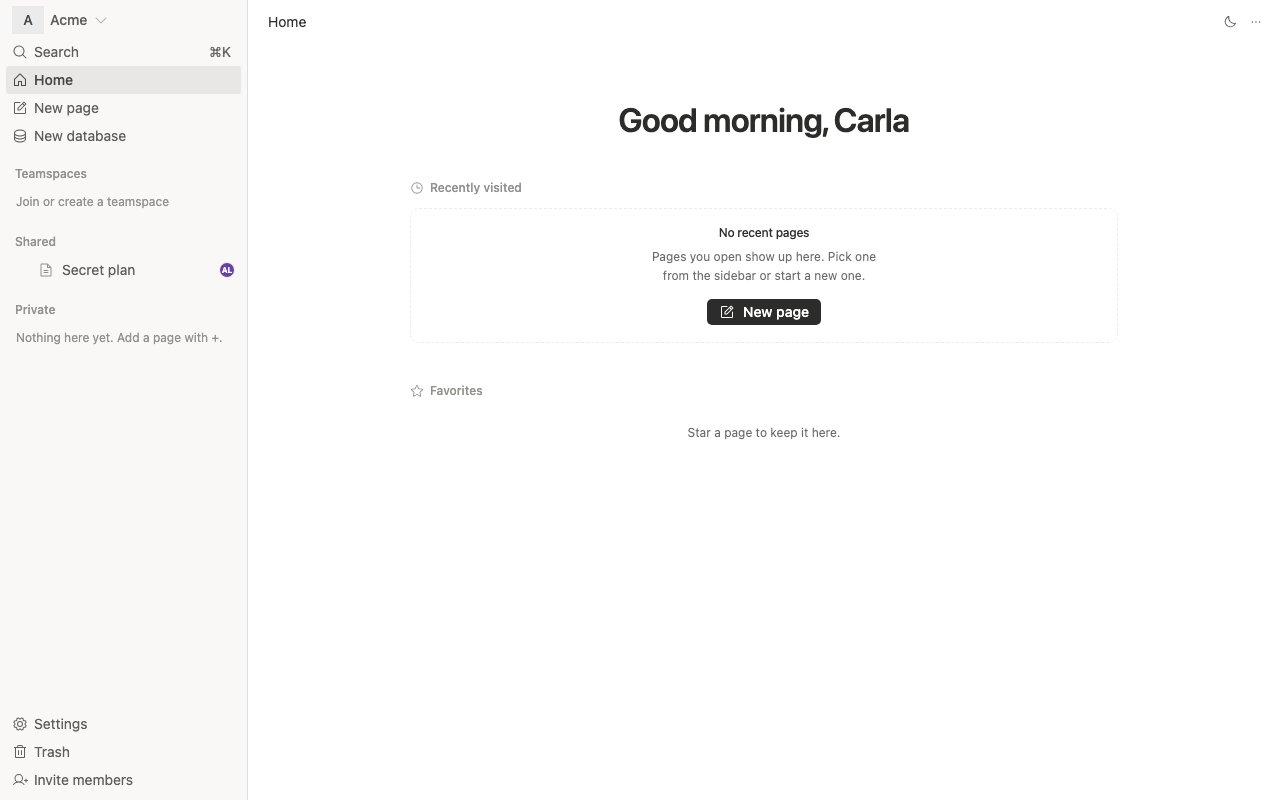 A Acme
Search ⌘K
Home
New page
New database
Teamspaces
Join or create a teamspace
Shared
Secret plan AL
Private
Nothing here yet. Add a page with +.
Settings
Trash
Invite members
Home
Good morning, Carla
Recently visited
No recent pages
Pages you open show up here. Pick one
from the sidebar or start a new one.
New page
Favorites
Star a page to keep it here.